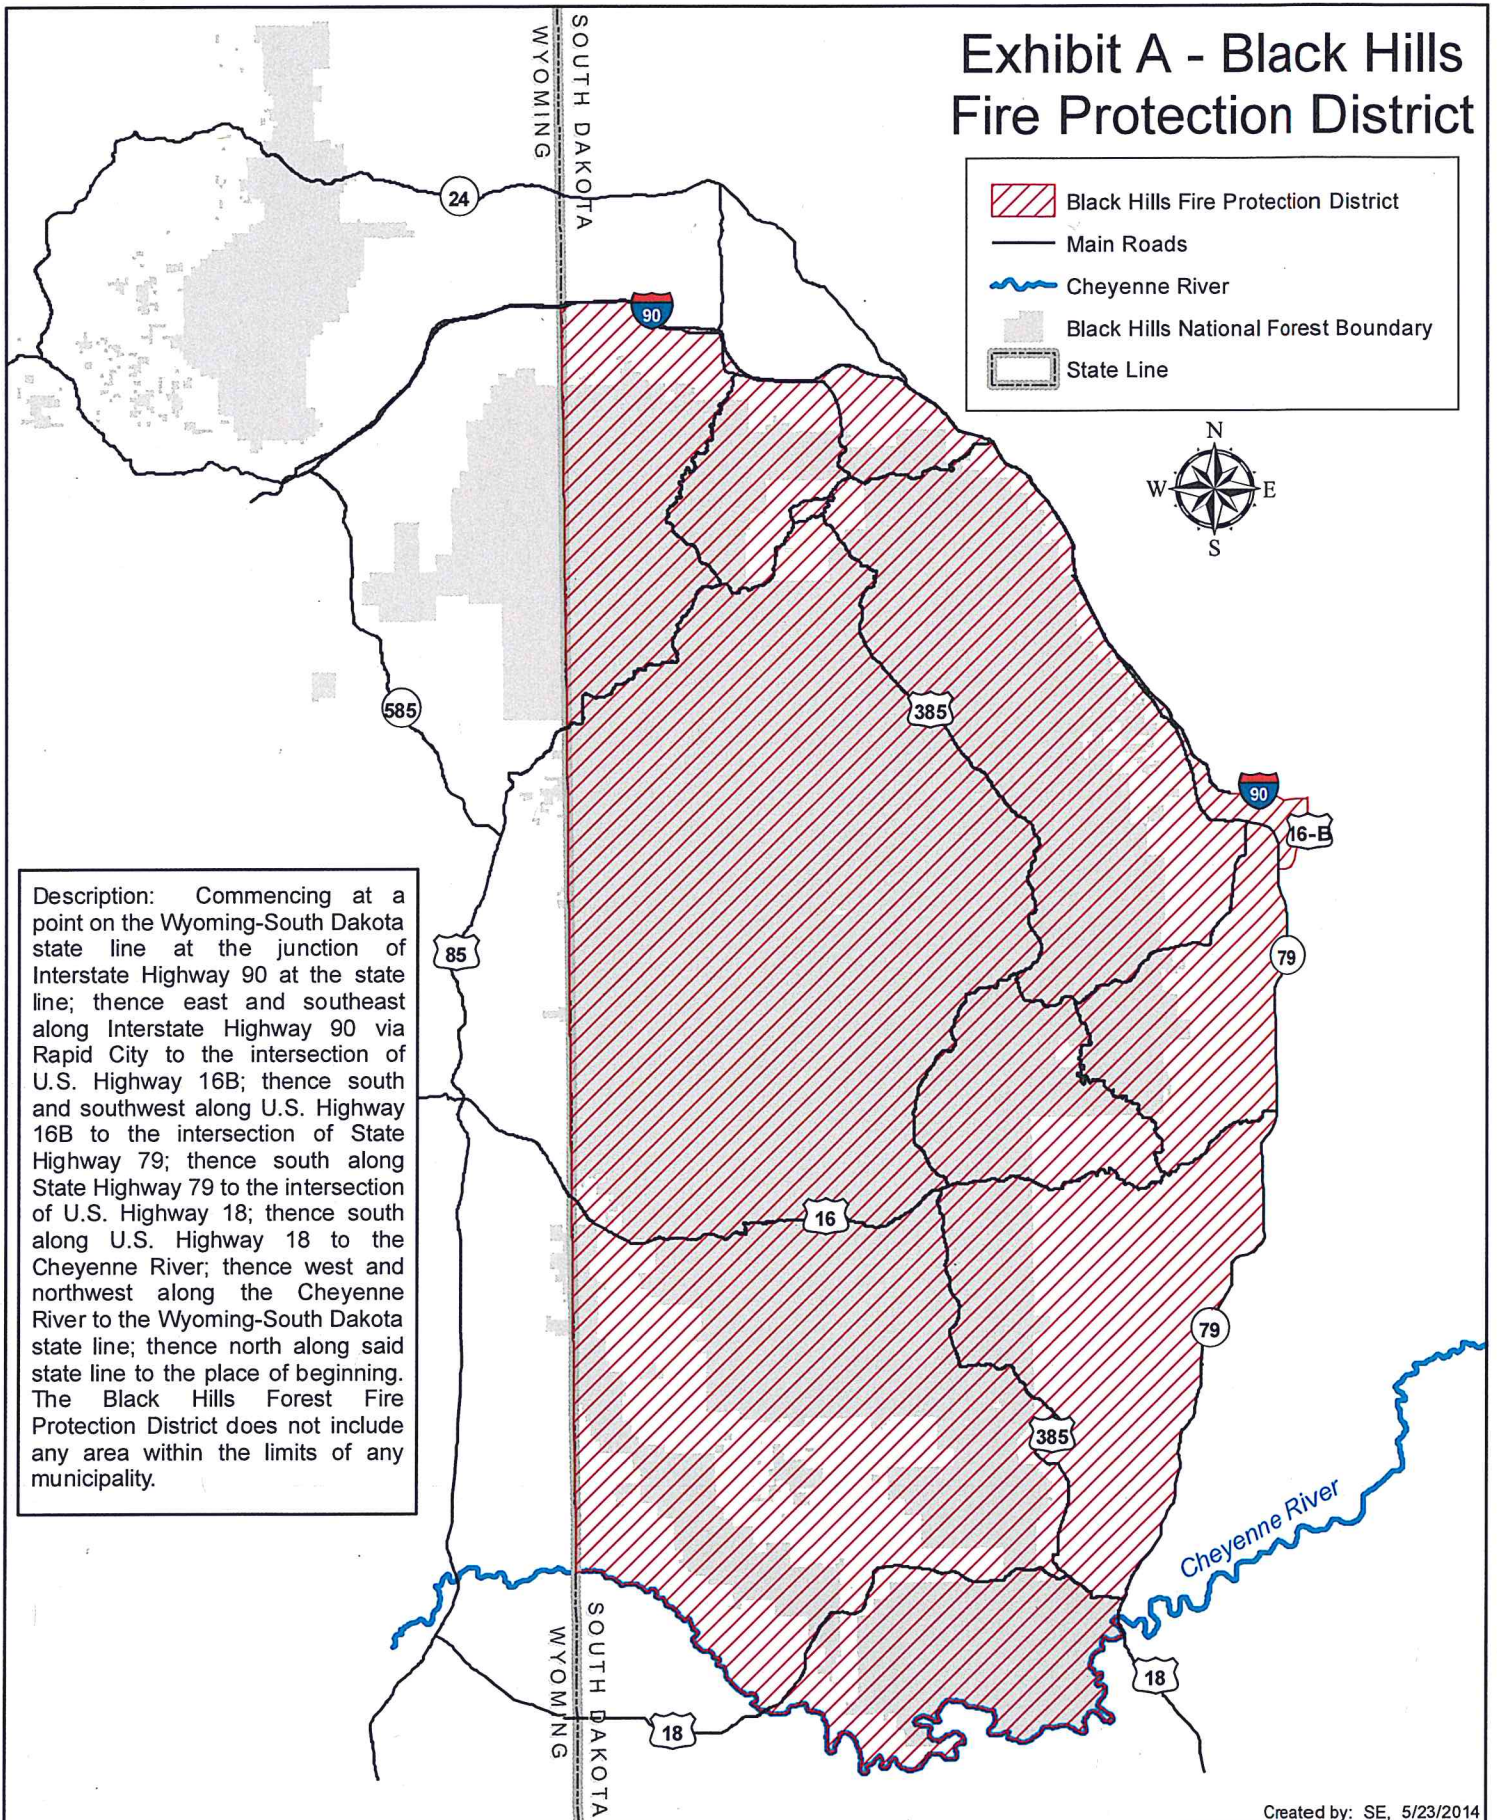 Exhibit A - Black Hills
Fire Protection District
SOUTH DAKOTA
WYOMING
Black Hills Fire Protection District
Main Roads
Cheyenne River
Black Hills National Forest Boundary
State Line
N
W E
S
24
90
585
385
90
16-B
85
79
16
79
385
Description: Commencing at a
point on the Wyoming-South Dakota
state line at the junction of
Interstate Highway 90 at the state
line; thence east and southeast
along Interstate Highway 90 via
Rapid City to the intersection of
U.S. Highway 16B; thence south
and southwest along U.S. Highway
16B to the intersection of State
Highway 79; thence south along
State Highway 79 to the intersection
of U.S. Highway 18; thence south
along U.S. Highway 18 to the
Cheyenne River; thence west and
northwest along the Cheyenne
River to the Wyoming-South Dakota
state line; thence north along said
state line to the place of beginning.
The Black Hills Forest Fire
Protection District does not include
any area within the limits of any
municipality.
Cheyenne River
18
18
WYOMING
SOUTH DAKOTA
Created by: SE, 5/23/2014